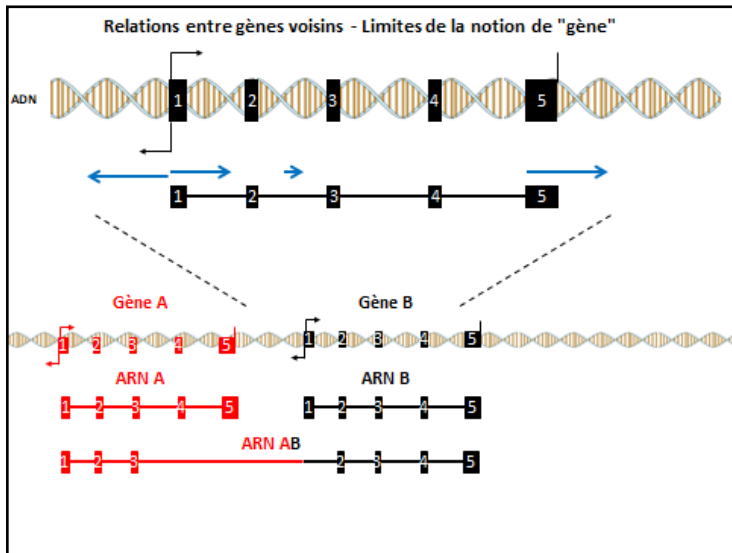 Relations entre gènes voisins - Limites de la notion de "gène"
ADN
1 2 3 4 5
1 2 3 4 5
Gène A Gène B
1 2 3 4 5 1 2 3 4 5
ARN A ARN B
1 2 3 4 5 1 2 3 4 5
ARN AB
1 2 3 2 3 4 5